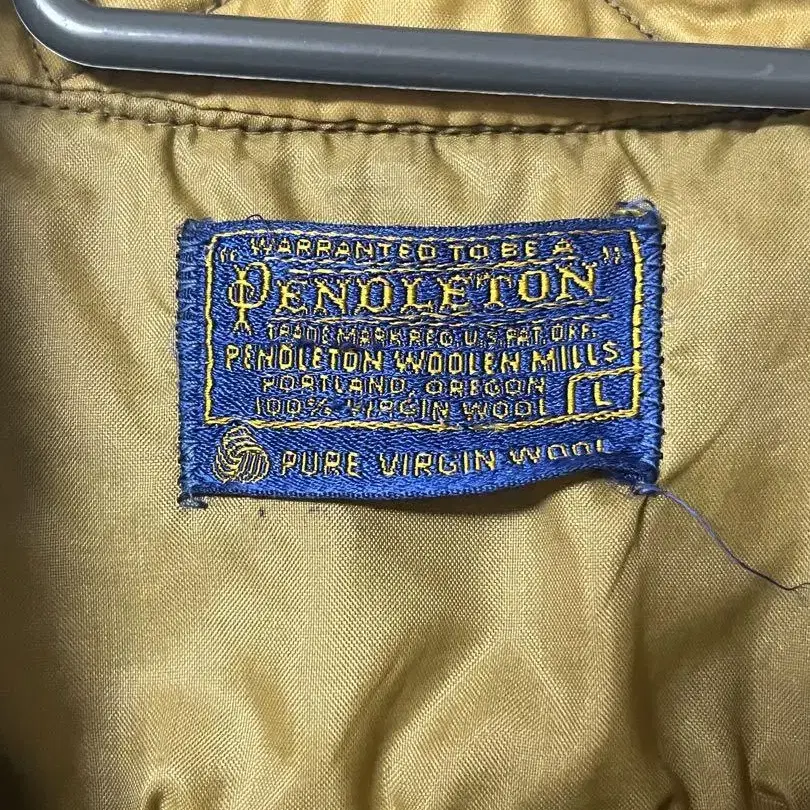 "WARRANTED TO BE A
PENDLETON"
TRADE MARK REG. U.S. PAT. OFF.
PENDLETON WOOLEN MILLS
PORTLAND, OREGON
100% VIRGIN WOOL L
PURE VIRGIN WOOL